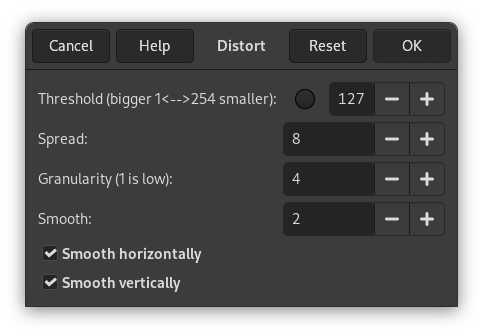 Cancel Help Distort Reset OK
Threshold (bigger 1<-->254 smaller): 127
Spread: 8
Granularity (1 is low): 4
Smooth: 2
Smooth horizontally
Smooth vertically